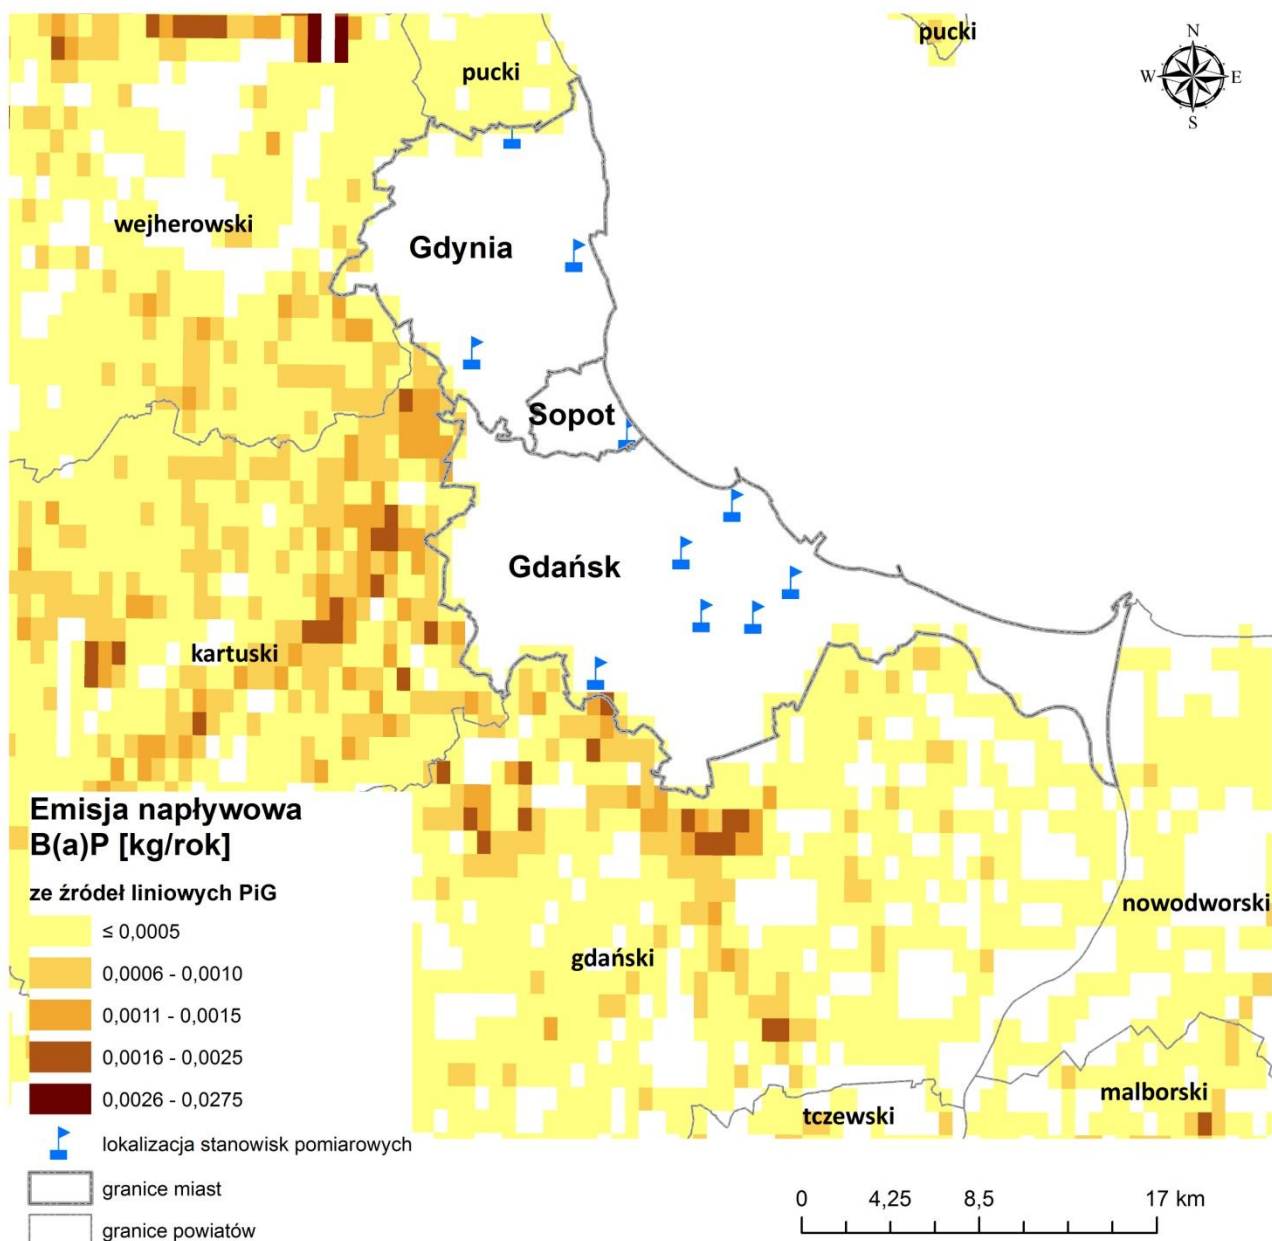 pucki
pucki
N
W E
S
wejherowski
Gdynia
Sopot
Gdańsk
kartuski
Emisja napływowa
B(a)P [kg/rok]
ze źródeł liniowych PiG
≤ 0,0005
0,0006 - 0,0010
0,0011 - 0,0015
0,0016 - 0,0025
0,0026 - 0,0275
lokalizacja stanowisk pomiarowych
granice miast
granice powiatów
nowodworski
gdański
malborski
tczewski
0 4,25 8,5 17 km